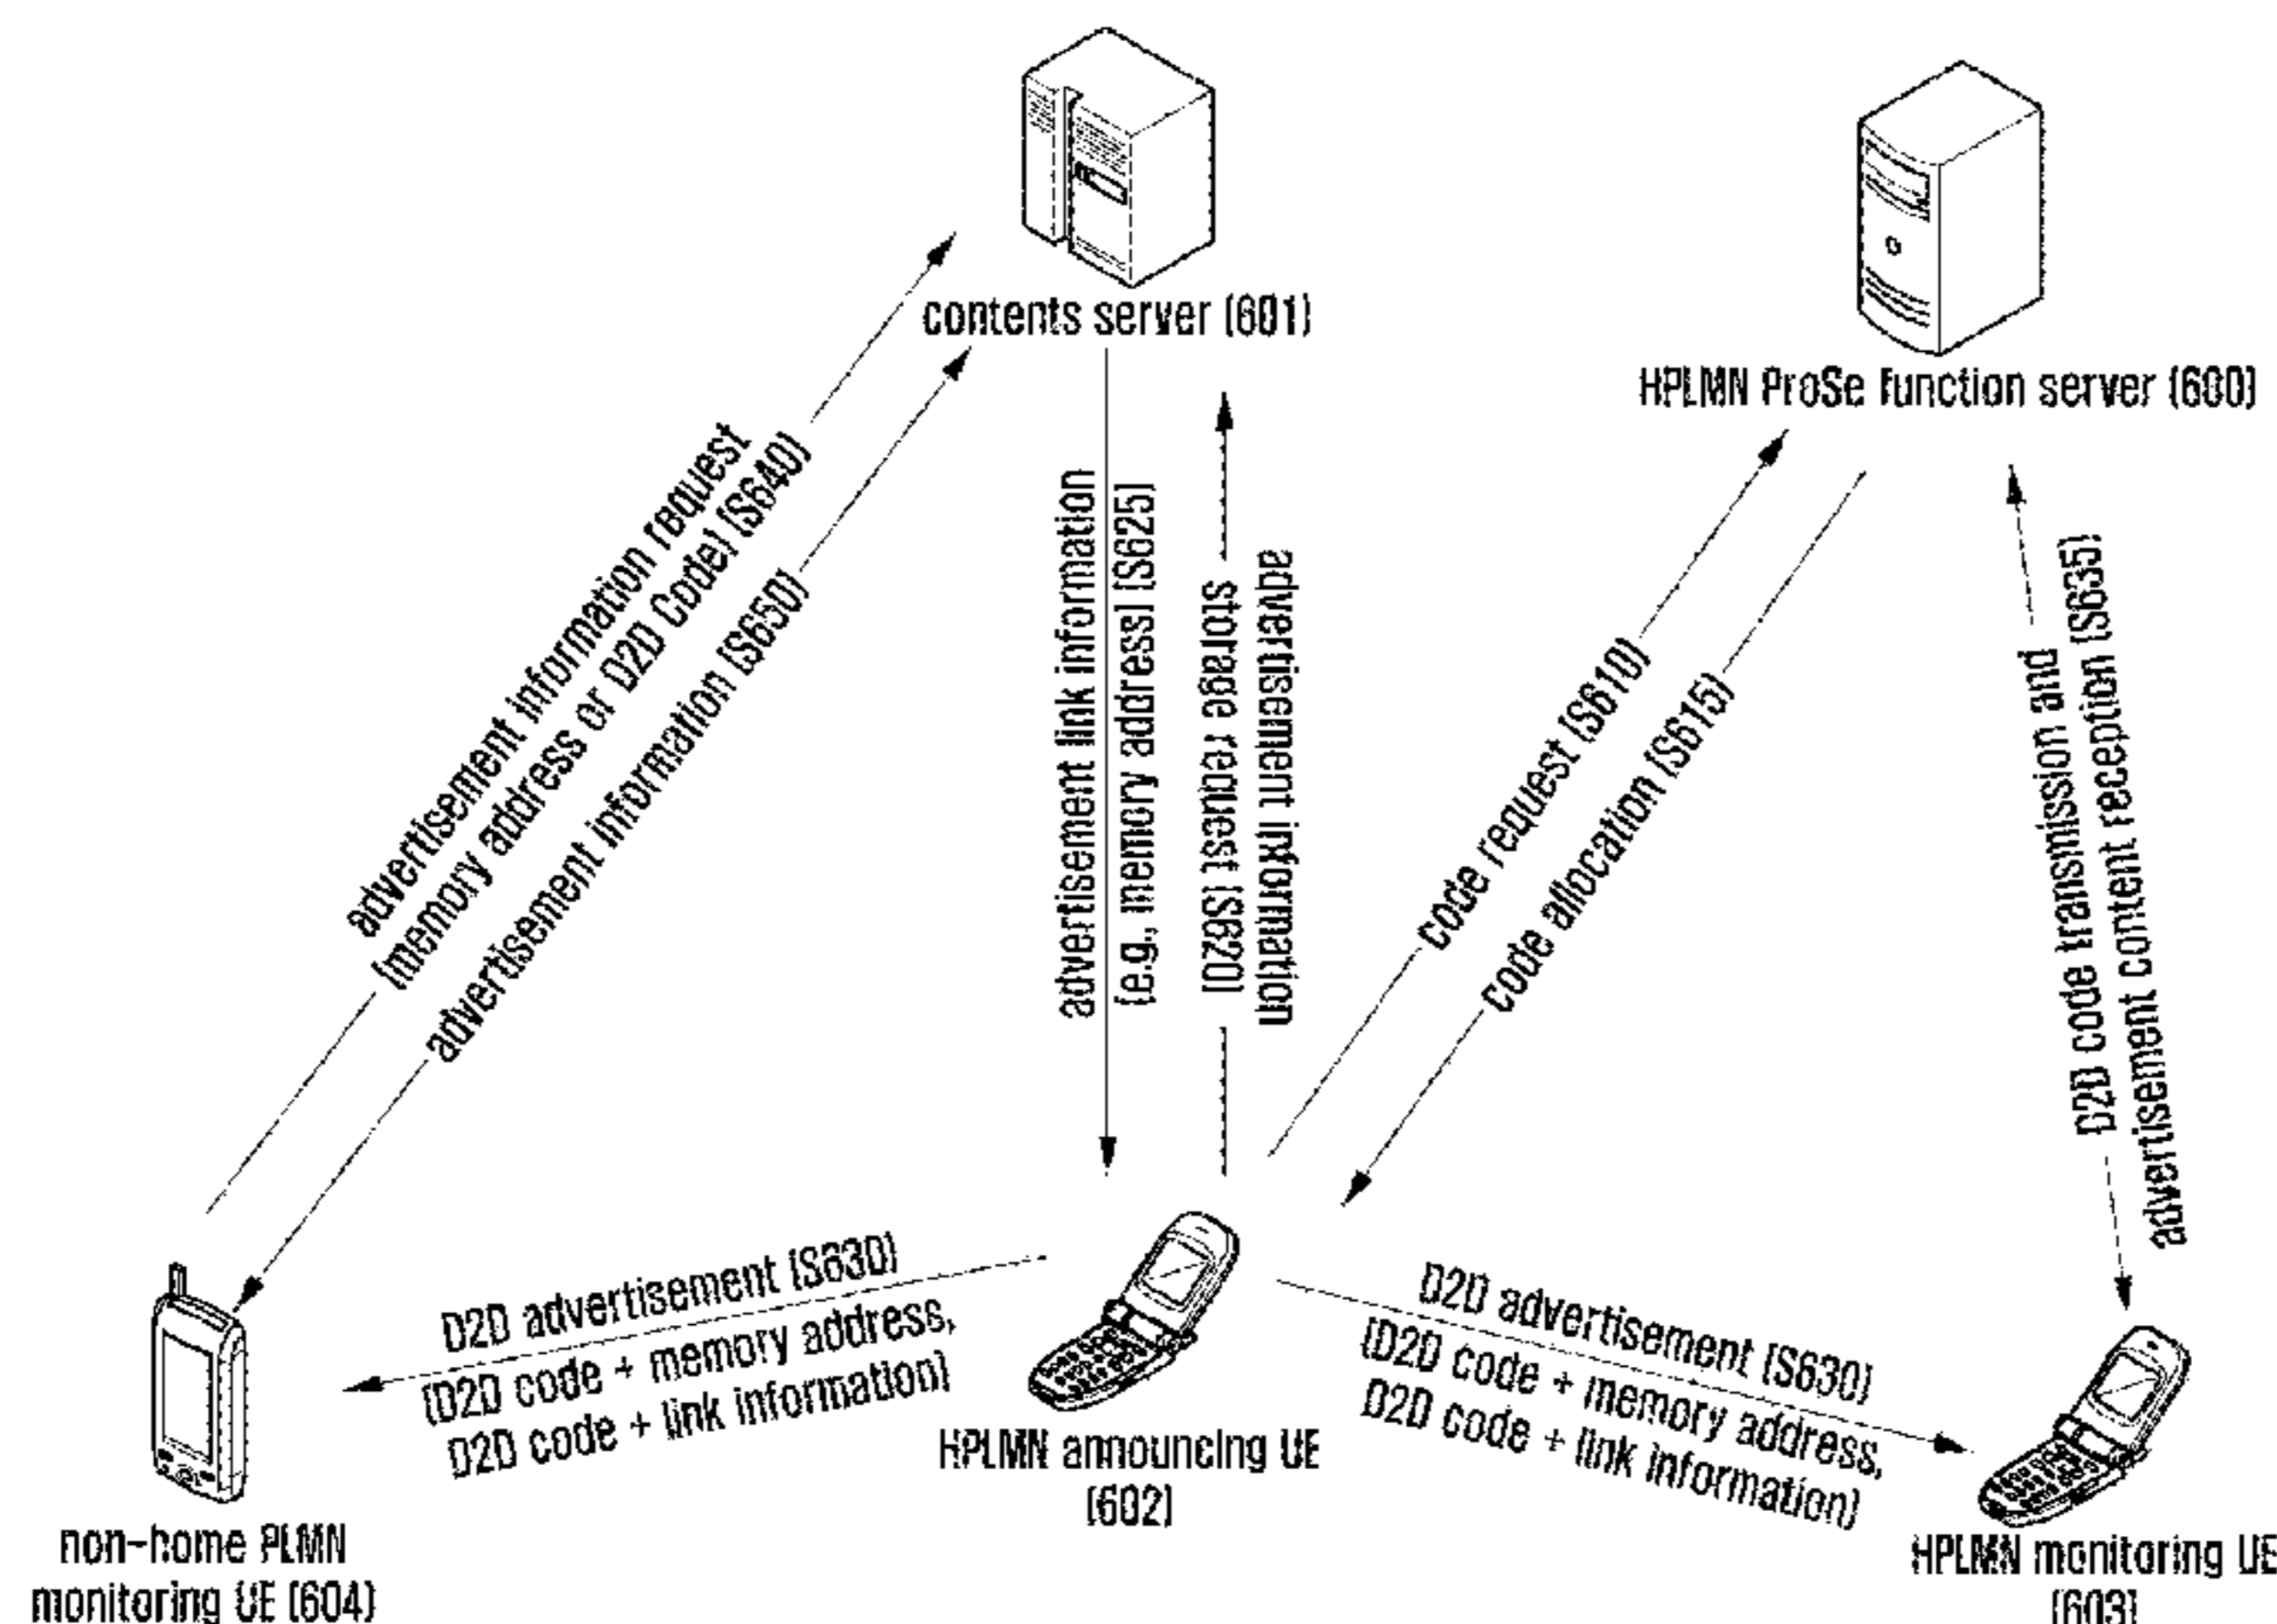 contents server (601)
HPLMN ProSe function server (600)
advertisement information request
(memory address or D2D Code) (S640)
advertisement information (S650)
advertisement link information
(e.g., memory address) (S625)
advertisement information
storage request (S620)
code request (S610)
code allocation (S615)
D2D code transmission and
advertisement content reception (S635)
D2D advertisement (S630)
(D2D code + memory address,
D2D code + link information)
D2D advertisement (S630)
(D2D code + memory address,
D2D code + link information)
HPLMN announcing UE
(602)
non-home PLMN
monitoring UE (604)
HPLMN monitoring UE
(603)